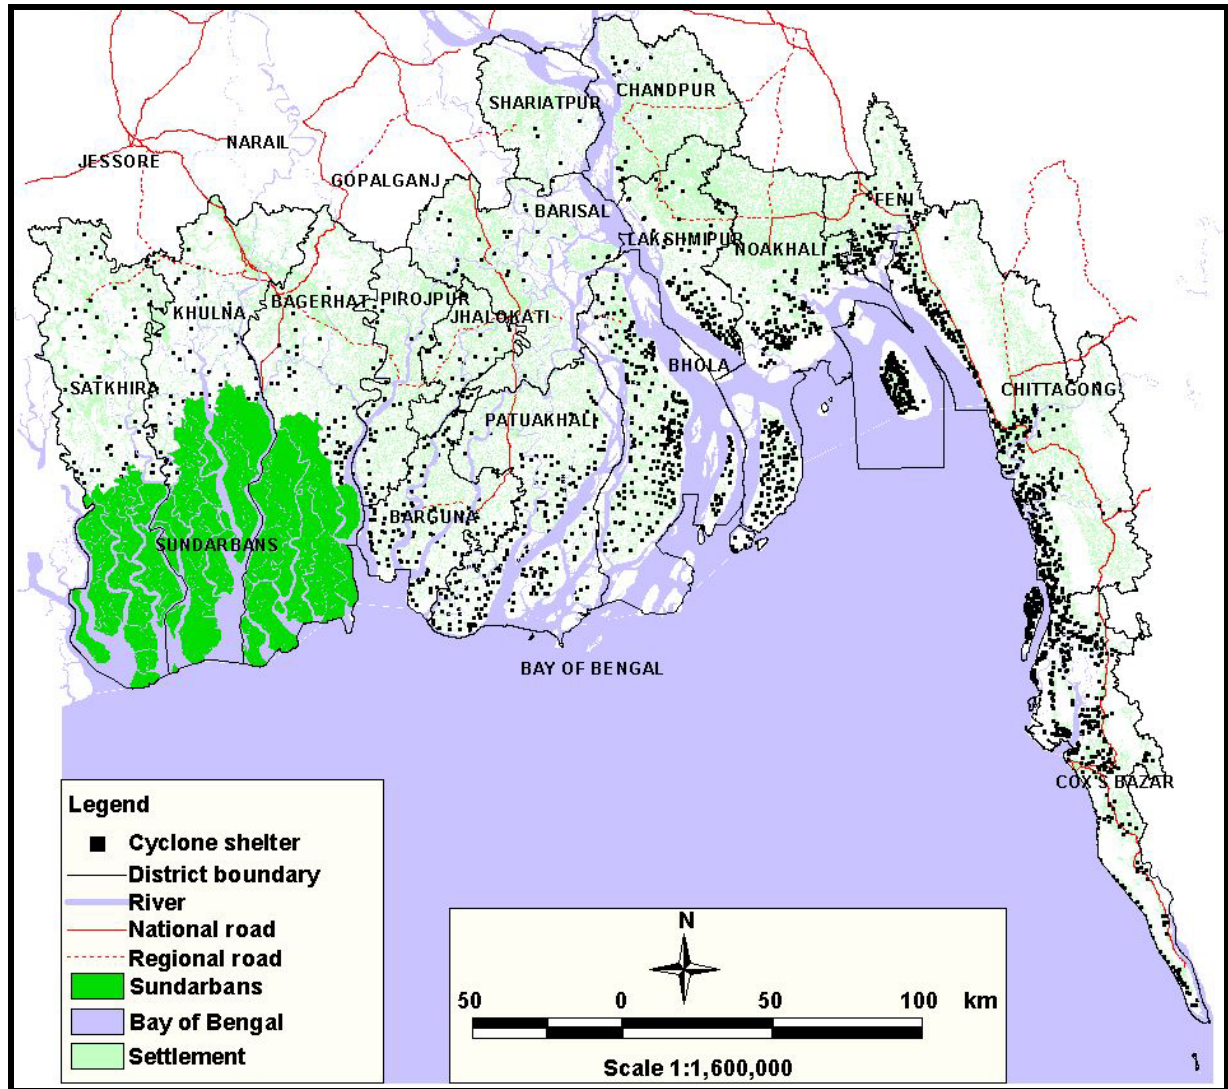 SHARIATPUR
CHANDPUR
NARAIL
JESSORE
GOPALGANJ
FENI
BARISAL
LAKSHMIPUR
NOAKHALI
BAGERHAT
PIROJPUR
KHULNA
JHALOKATI
BHOLA
SATKHIRA
CHITTAGONG
PATUAKHALI
BARGUNA
SUNDARBANS
BAY OF BENGAL
COX'S BAZAR
Legend
Cyclone shelter
District boundary
River
National road
Regional road
Sundarbans
Bay of Bengal
Settlement
N
50 0 50 100 km
Scale 1:1,600,000